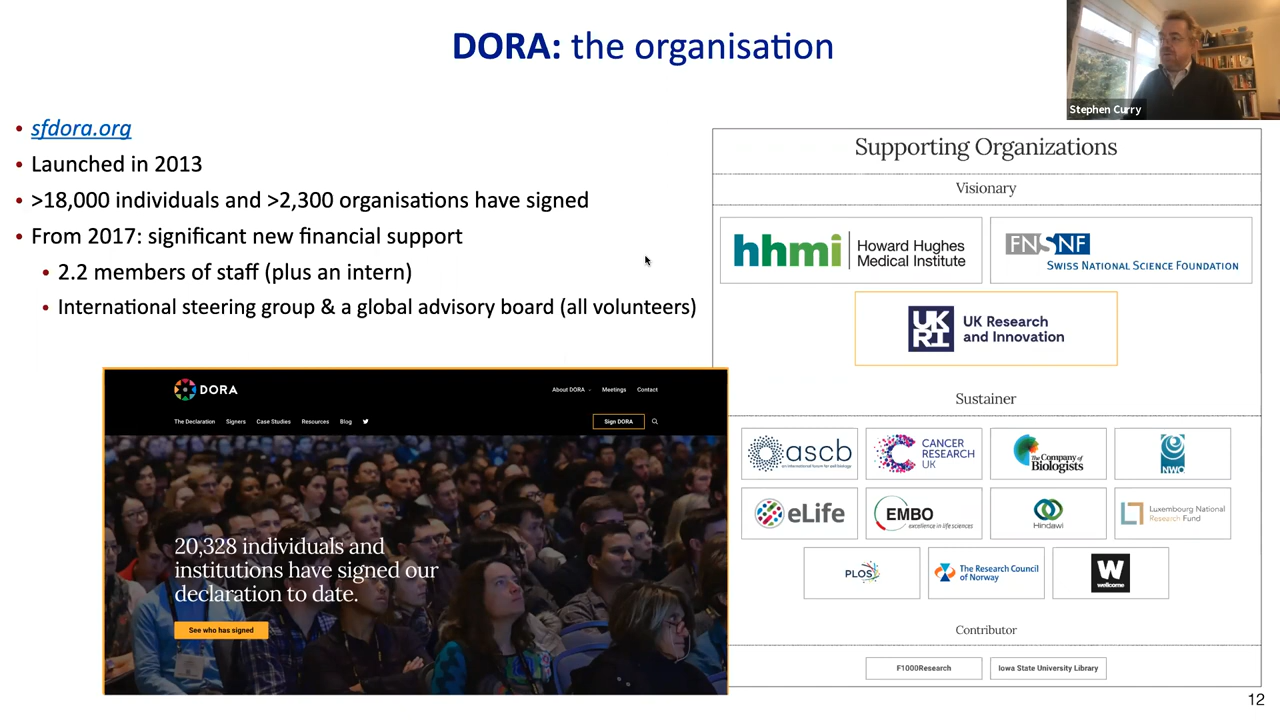 DORA: the organisation
Stephen Curry
• sfdora.org
• Launched in 2013
• >18,000 individuals and >2,300 organisations have signed
• From 2017: significant new financial support
• 2.2 members of staff (plus an intern)
• International steering group & a global advisory board (all volunteers)
DORA
About DORA
Meetings
Contact
The Declaration
Signers
Case Studies
Resources
Blog
Sign DORA
20,328 individuals and
institutions have signed our
declaration to date.
See who has signed
Supporting Organizations
Visionary
hhmi
Howard Hughes
Medical Institute
FNSNF
SWISS NATIONAL SCIENCE FOUNDATION
UKRI
UK Research
and Innovation
Sustainer
ascb
an international forum for cell biology
CANCER
RESEARCH
UK
The Company of
Biologists
NWO
eLife
EMBO
excellence in life sciences
Hindawi
Luxembourg National
Research Fund
PLOS
The Research Council
of Norway
W
wellcome
Contributor
F1000Research
Iowa State University Library
12